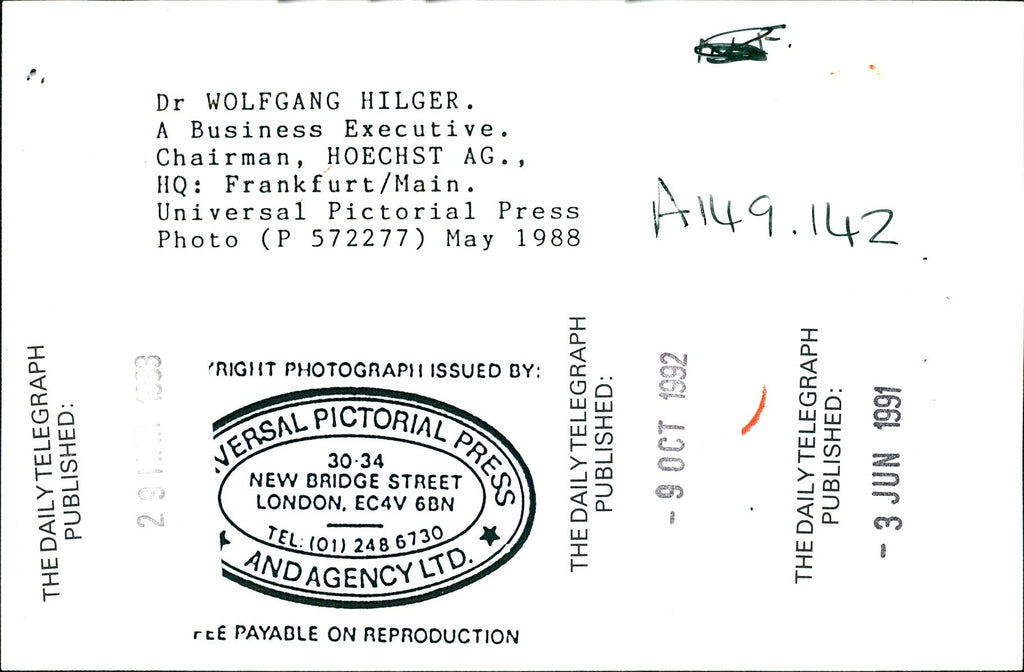 Dr WOLFGANG HILGER.
A Business Executive.
Chairman, HOECHST AG.,
HQ: Frankfurt/Main.
Universal Pictorial Press
Photo (P 572277) May 1988
A149.142
THE DAILY TELEGRAPH
PUBLISHED:
29
'RIGHT PHOTOGRAPH ISSUED BY:
VERSAL PICTORIAL PRESS
30-34
NEW BRIDGE STREET
LONDON, EC4V 6BN
TEL: (01) 248 6730
AND AGENCY LTD.
FEE PAYABLE ON REPRODUCTION
THE DAILY TELEGRAPH
PUBLISHED:
- 9 OCT 1992
THE DAILY TELEGRAPH
PUBLISHED:
- 3 JUN 1991